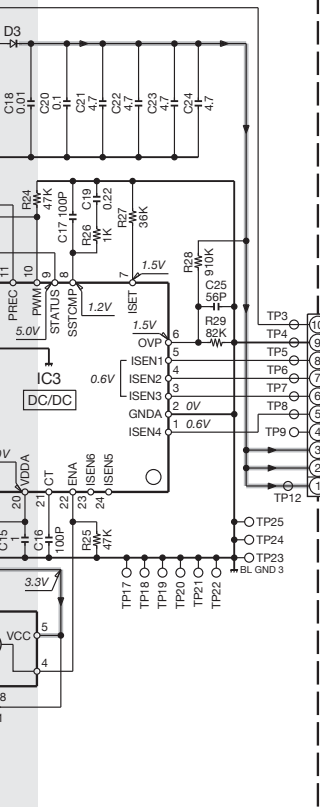 D3
C18
0.01
C20
0.1
C21
4.7
C22
4.7
C23
4.7
C24
4.7
R24
47K
C17 100P
C19
0.22
R26
1K
R27
36K
R28
910K
C25
56P
R29
82K
11
10
9
8
7
PREC
PWM
STATUS
SSTCMP
ISET
5.0V
1.2V
1.5V
1.5V
6
OVP
5
ISEN1
4
ISEN2
3
ISEN3
2
0V
GNDA
1
0.6V
ISEN4
0.6V
IC3
DC/DC
TP3
TP4
TP5
TP6
TP7
TP8
TP9
TP12
10
9
8
7
6
5
4
3
2
1
VDDA
CT
ENA
ISEN6
ISEN5
20
21
22
23
24
C15
1
C16
100P
R25
47K
TP25
TP24
TP23
BL GND 3
TP17
TP18
TP19
TP20
TP21
TP22
3.3V
5
VCC
4